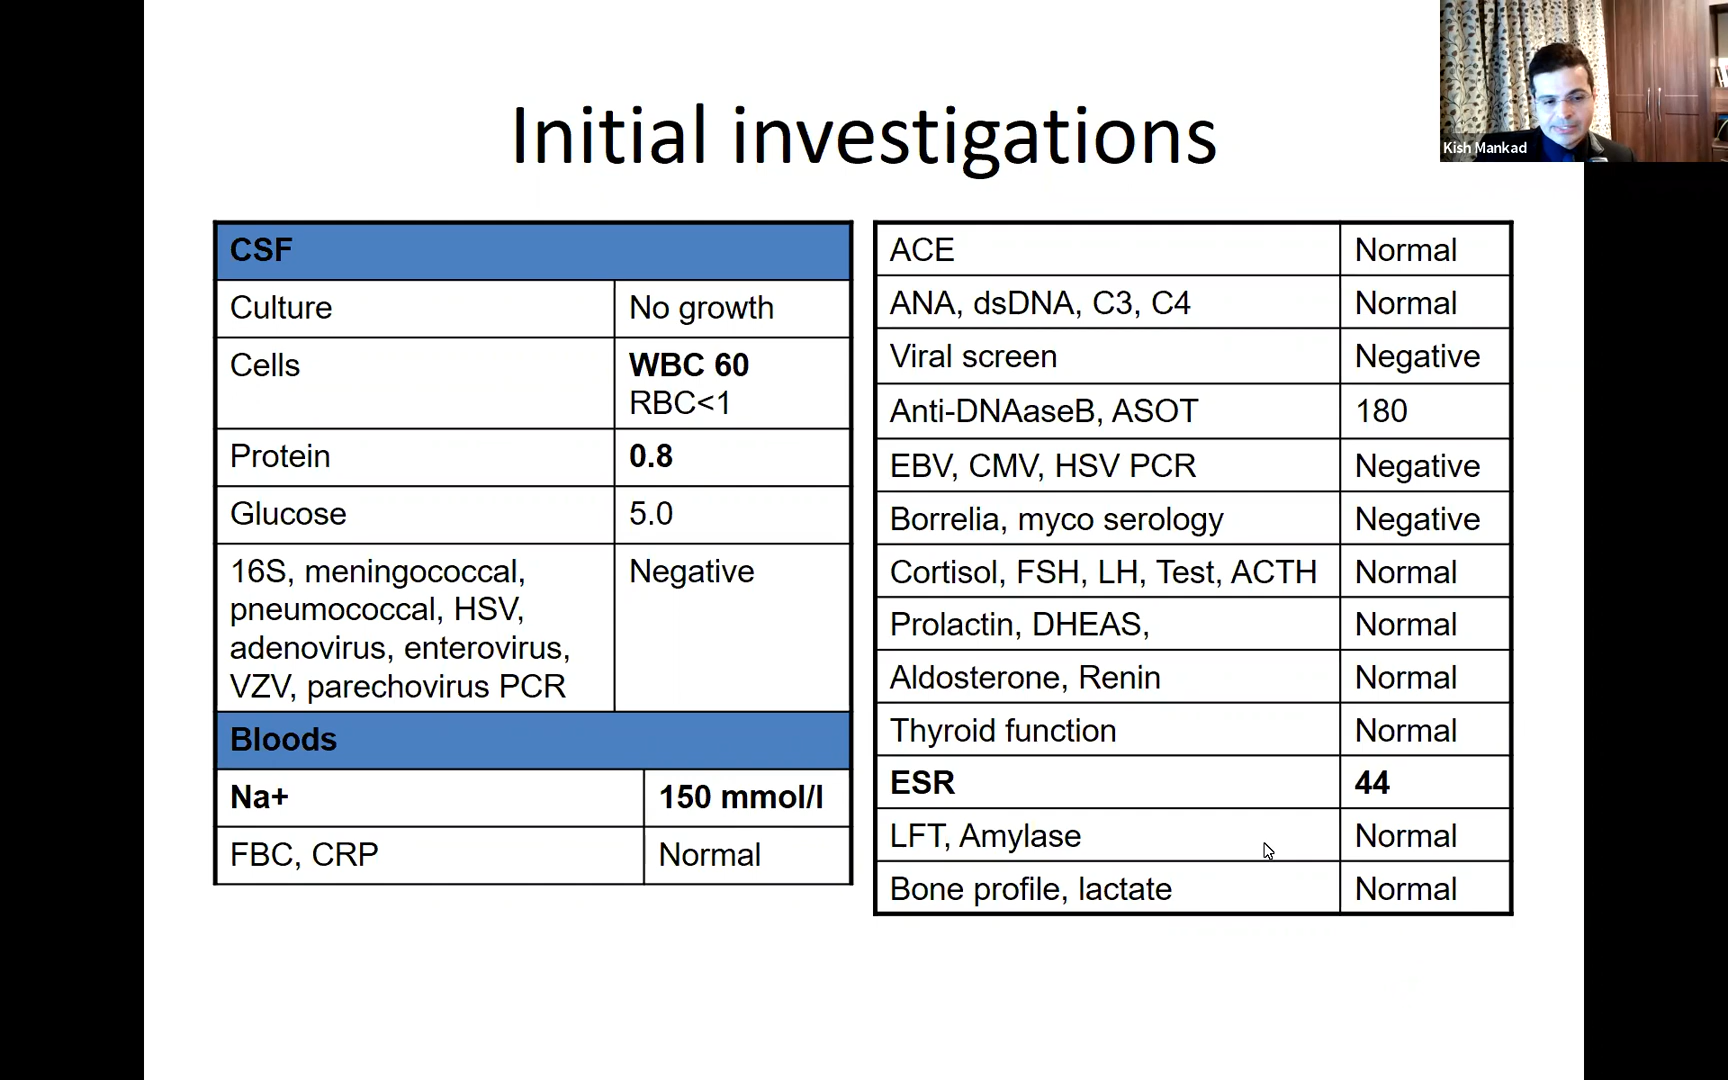 Initial investigations
Kish Mankad
CSF
Culture No growth
Cells WBC 60
RBC<1
Protein 0.8
Glucose 5.0
16S, meningococcal, Negative
pneumococcal, HSV,
adenovirus, enterovirus,
VZV, parechovirus PCR
Bloods
Na+ 150 mmol/l
FBC, CRP Normal
ACE Normal
ANA, dsDNA, C3, C4 Normal
Viral screen Negative
Anti-DNAaseB, ASOT 180
EBV, CMV, HSV PCR Negative
Borrelia, myco serology Negative
Cortisol, FSH, LH, Test, ACTH Normal
Prolactin, DHEAS, Normal
Aldosterone, Renin Normal
Thyroid function Normal
ESR 44
LFT, Amylase Normal
Bone profile, lactate Normal